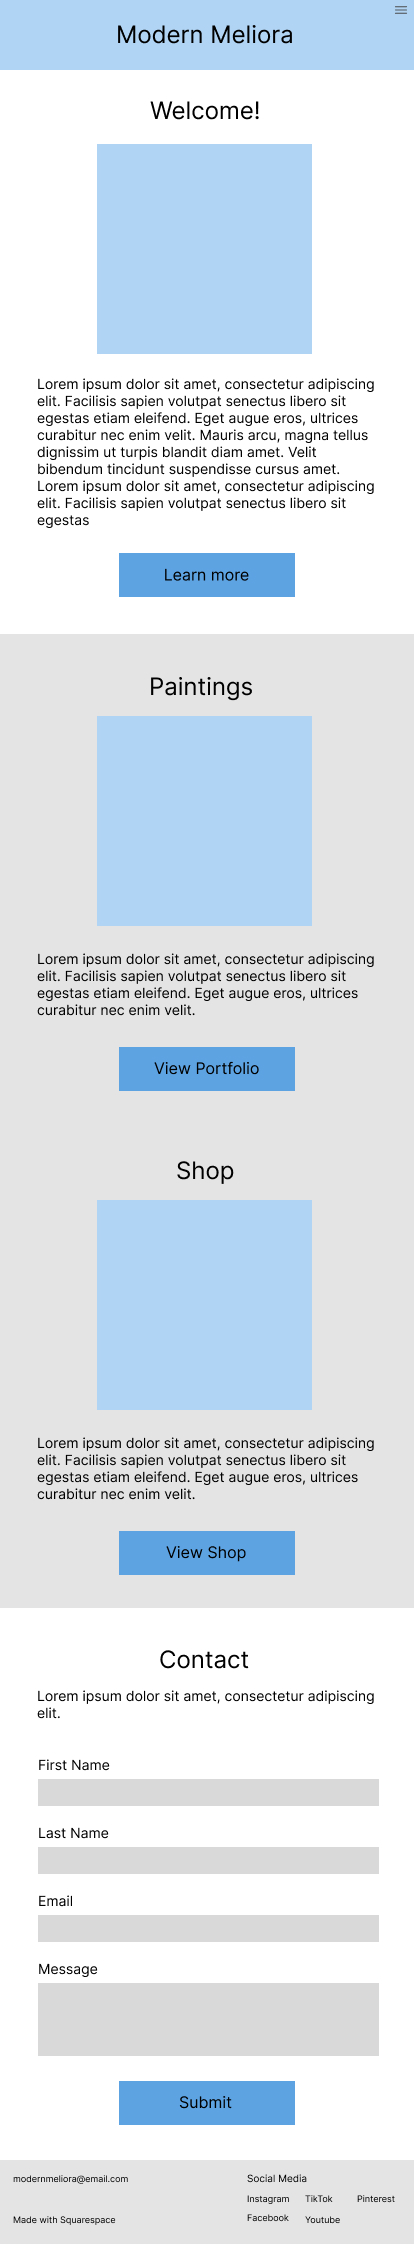 Modern Meliora
Welcome!
Lorem ipsum dolor sit amet, consectetur adipiscing
elit. Facilisis sapien volutpat senectus libero sit
egestas etiam eleifend. Eget augue eros, ultrices
curabitur nec enim velit. Mauris arcu, magna tellus
dignissim ut turpis blandit diam amet. Velit
bibendum tincidunt suspendisse cursus amet.
Lorem ipsum dolor sit amet, consectetur adipiscing
elit. Facilisis sapien volutpat senectus libero sit
egestas
Learn more
Paintings
Lorem ipsum dolor sit amet, consectetur adipiscing
elit. Facilisis sapien volutpat senectus libero sit
egestas etiam eleifend. Eget augue eros, ultrices
curabitur nec enim velit.
View Portfolio
Shop
Lorem ipsum dolor sit amet, consectetur adipiscing
elit. Facilisis sapien volutpat senectus libero sit
egestas etiam eleifend. Eget augue eros, ultrices
curabitur nec enim velit.
View Shop
Contact
Lorem ipsum dolor sit amet, consectetur adipiscing
elit.
First Name
Last Name
Email
Message
Submit
modernmeliora@email.com
Made with Squarespace
Social Media
Instagram TikTok Pinterest
Facebook Youtube